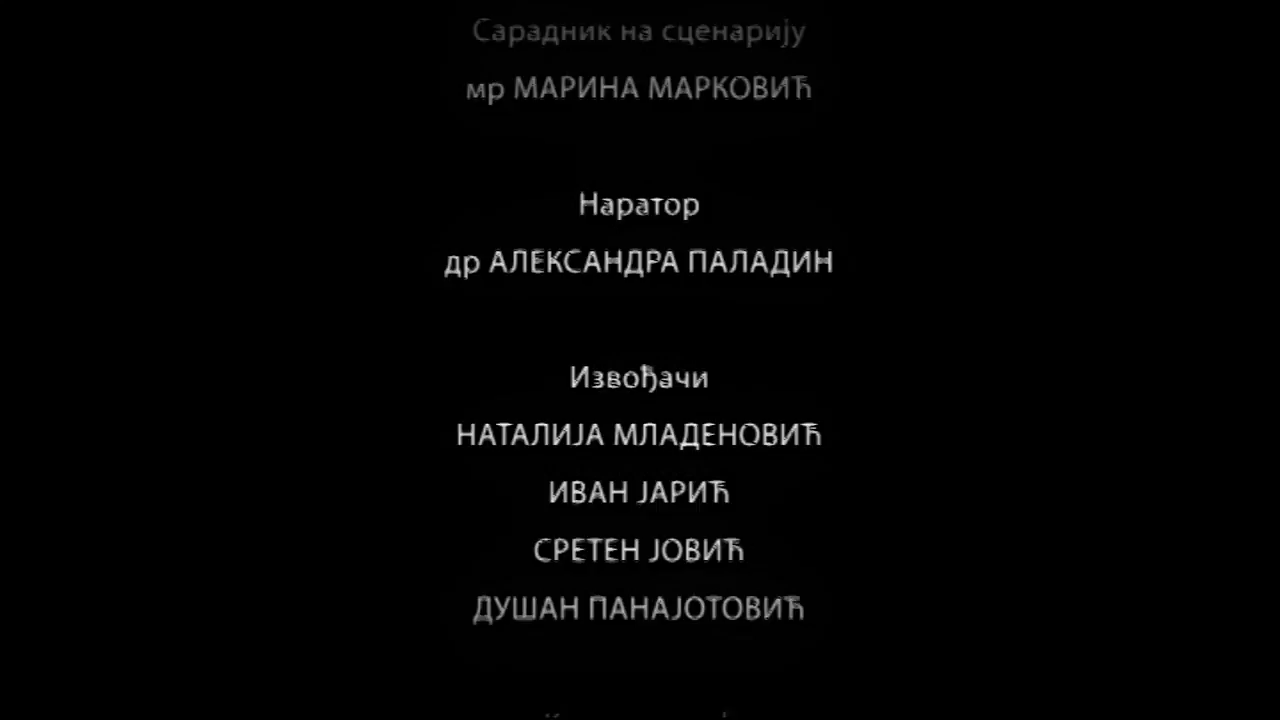 Сарадник на сценарију
мр МАРИНА МАРКОВИЋ
Наратор
др АЛЕКСАНДРА ПАЛАДИН
Извођачи
НАТАЛИЈА МЛАДЕНОВИЋ
ИВАН ЈАРИЋ
СРЕТЕН ЈОВИЋ
ДУШАН ПАНАЈОТОВИЋ